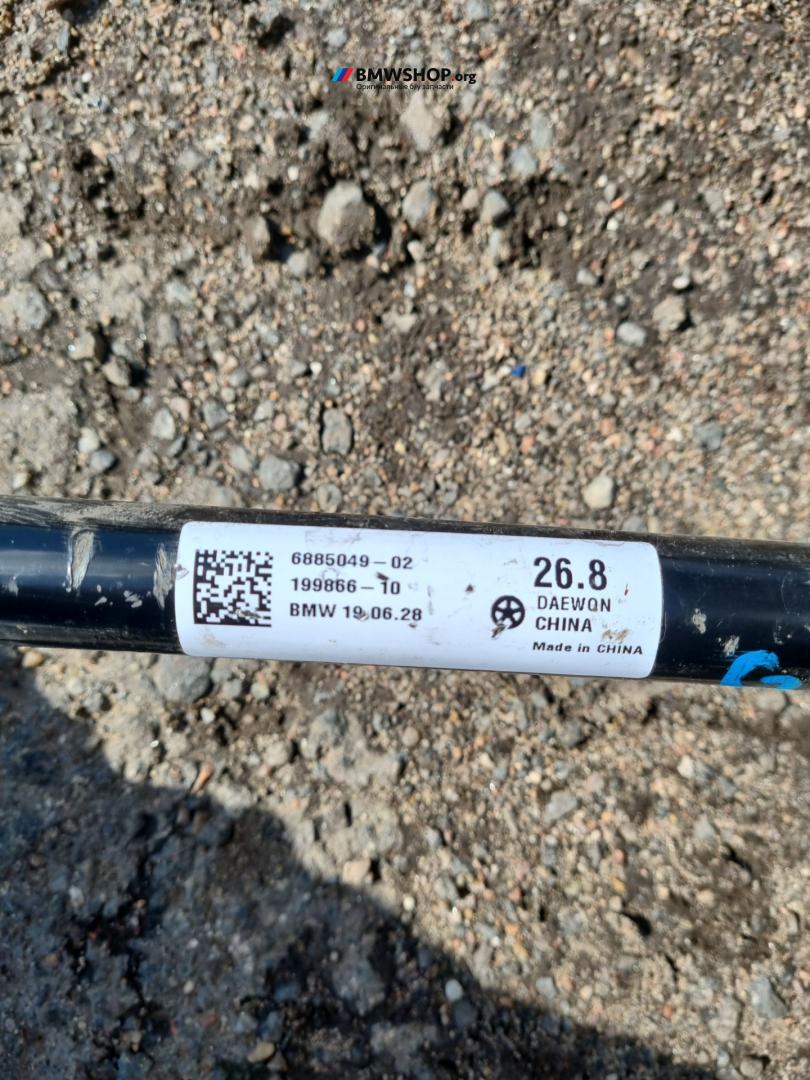 BMWSHOP.org
Оригинальные б/у запчасти
6885049-02
199866-10
BMW 19.06.28
26.8
DAEWON
CHINA
Made in CHINA